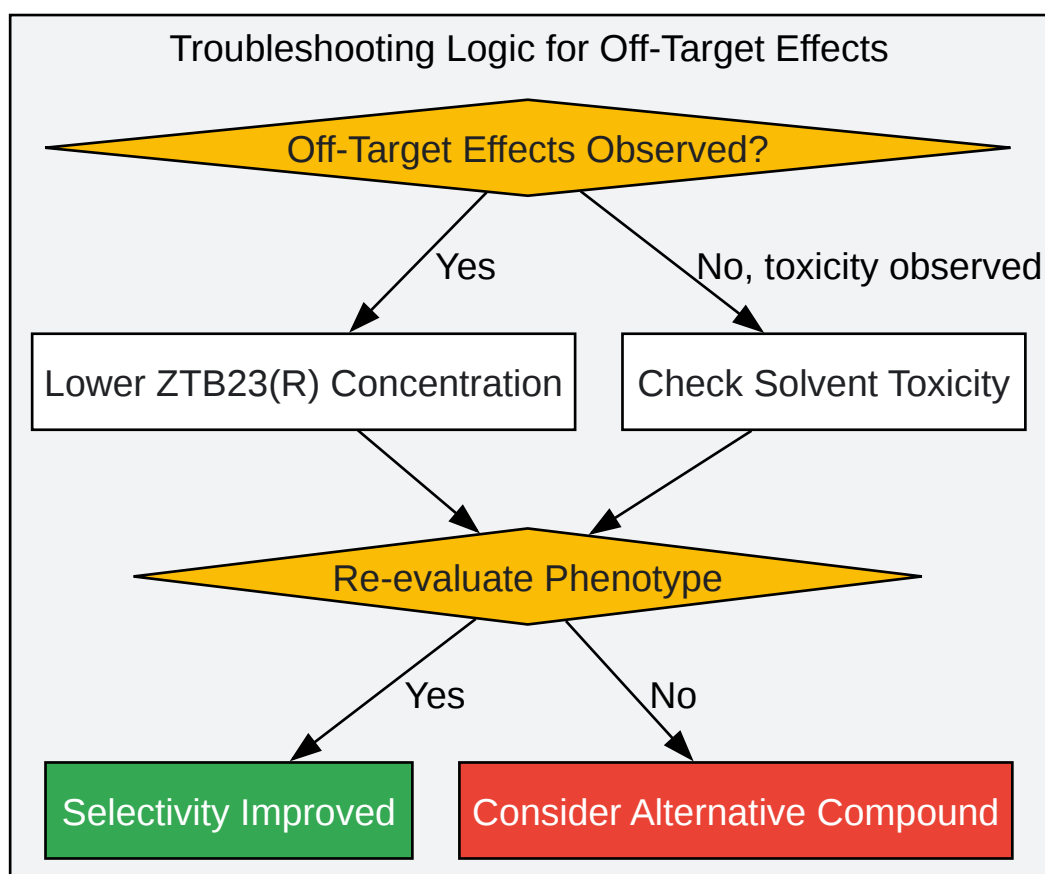 Troubleshooting Logic for Off-Target Effects
Off-Target Effects Observed?
Yes
No, toxicity observed
Lower ZTB23(R) Concentration
Check Solvent Toxicity
Re-evaluate Phenotype
Yes
No
Selectivity Improved
Consider Alternative Compound